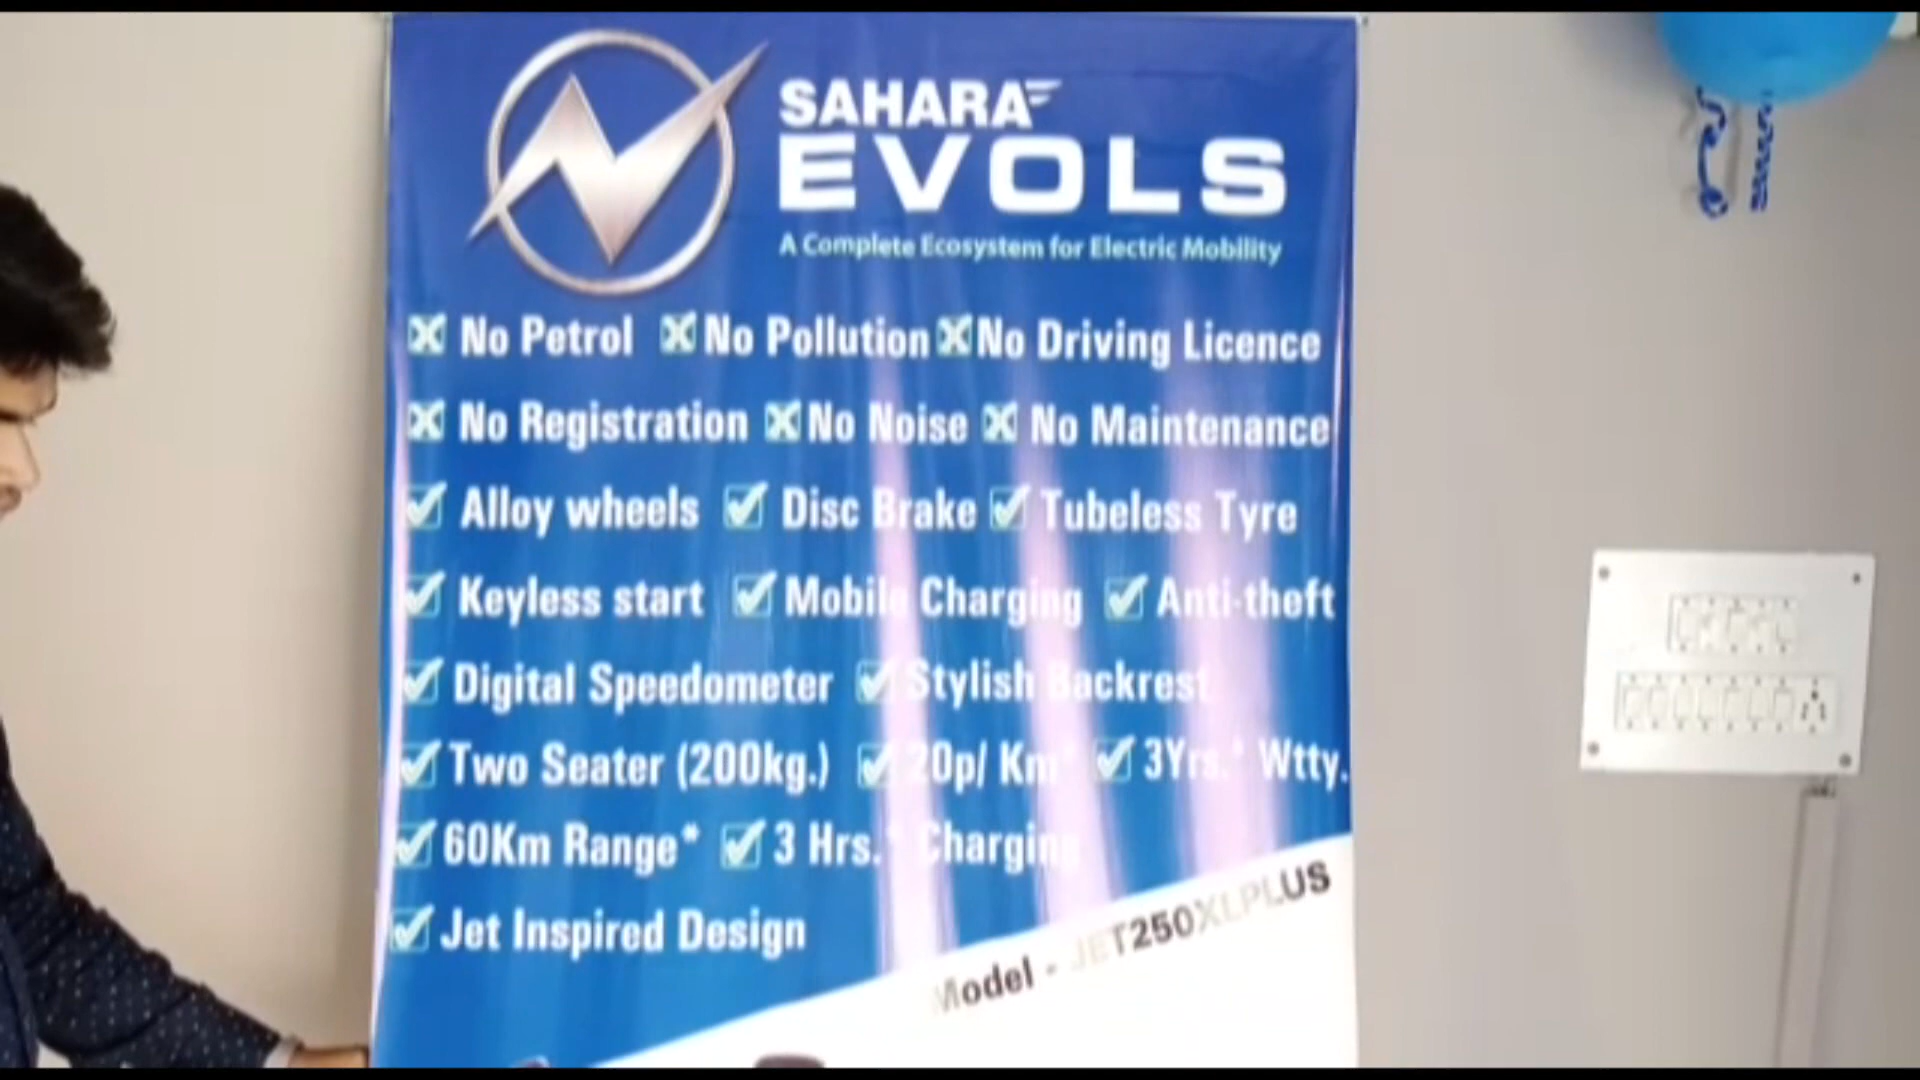 SAHARA
EVOLS
A Complete Ecosystem for Electric Mobility
No Petrol No Pollution No Driving Licence
No Registration No Noise No Maintenance
Alloy wheels Disc Brake Tubeless Tyre
Keyless start Mobile Charging Anti-theft
Digital Speedometer Stylish Backrest
Two Seater (200kg.) 20p/ Km* 3Yrs.* Wtty.
60Km Range* 3 Hrs.* Charging
Jet Inspired Design
Model - JET250XLPLUS